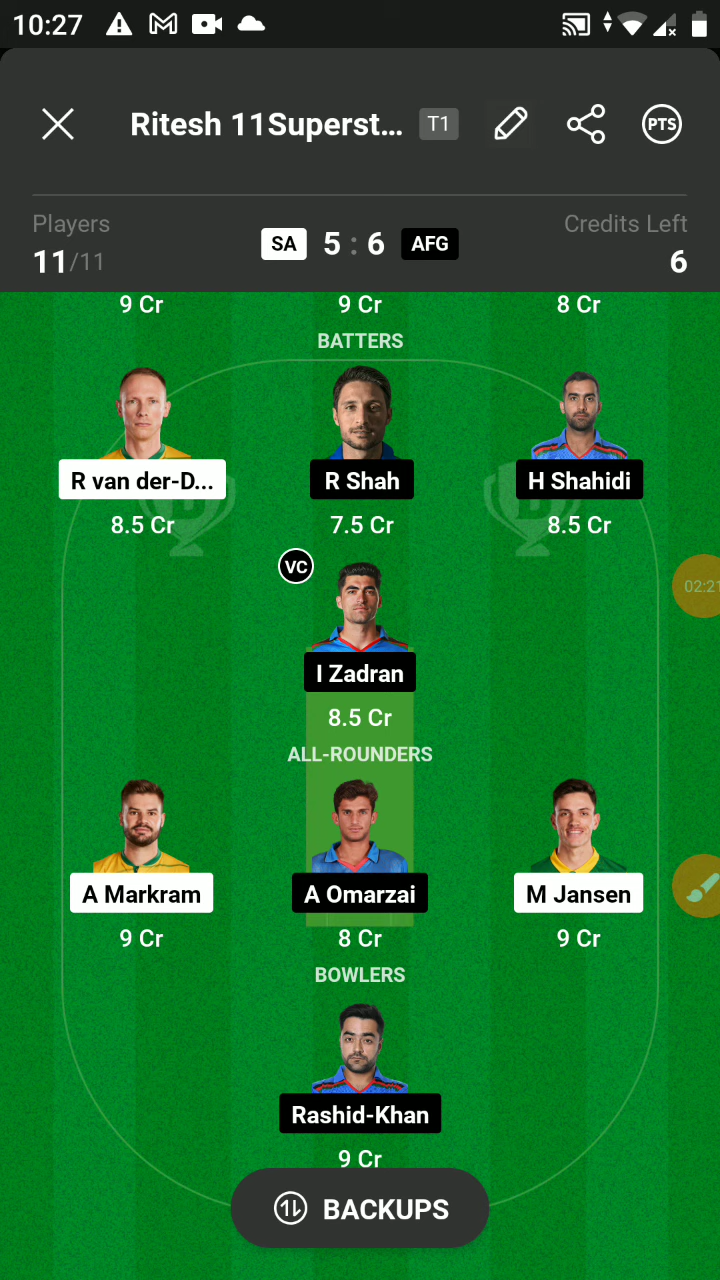 10:27
Ritesh 11Superst... T1 PTS
Players Credits Left
11/11 SA 5 : 6 AFG 6
9 Cr 9 Cr 8 Cr
BATTERS
R van der-D... R Shah H Shahidi
8.5 Cr 7.5 Cr 8.5 Cr
VC
I Zadran
8.5 Cr
ALL-ROUNDERS
A Markram A Omarzai M Jansen
9 Cr 8 Cr 9 Cr
BOWLERS
Rashid-Khan
9 Cr
BACKUPS